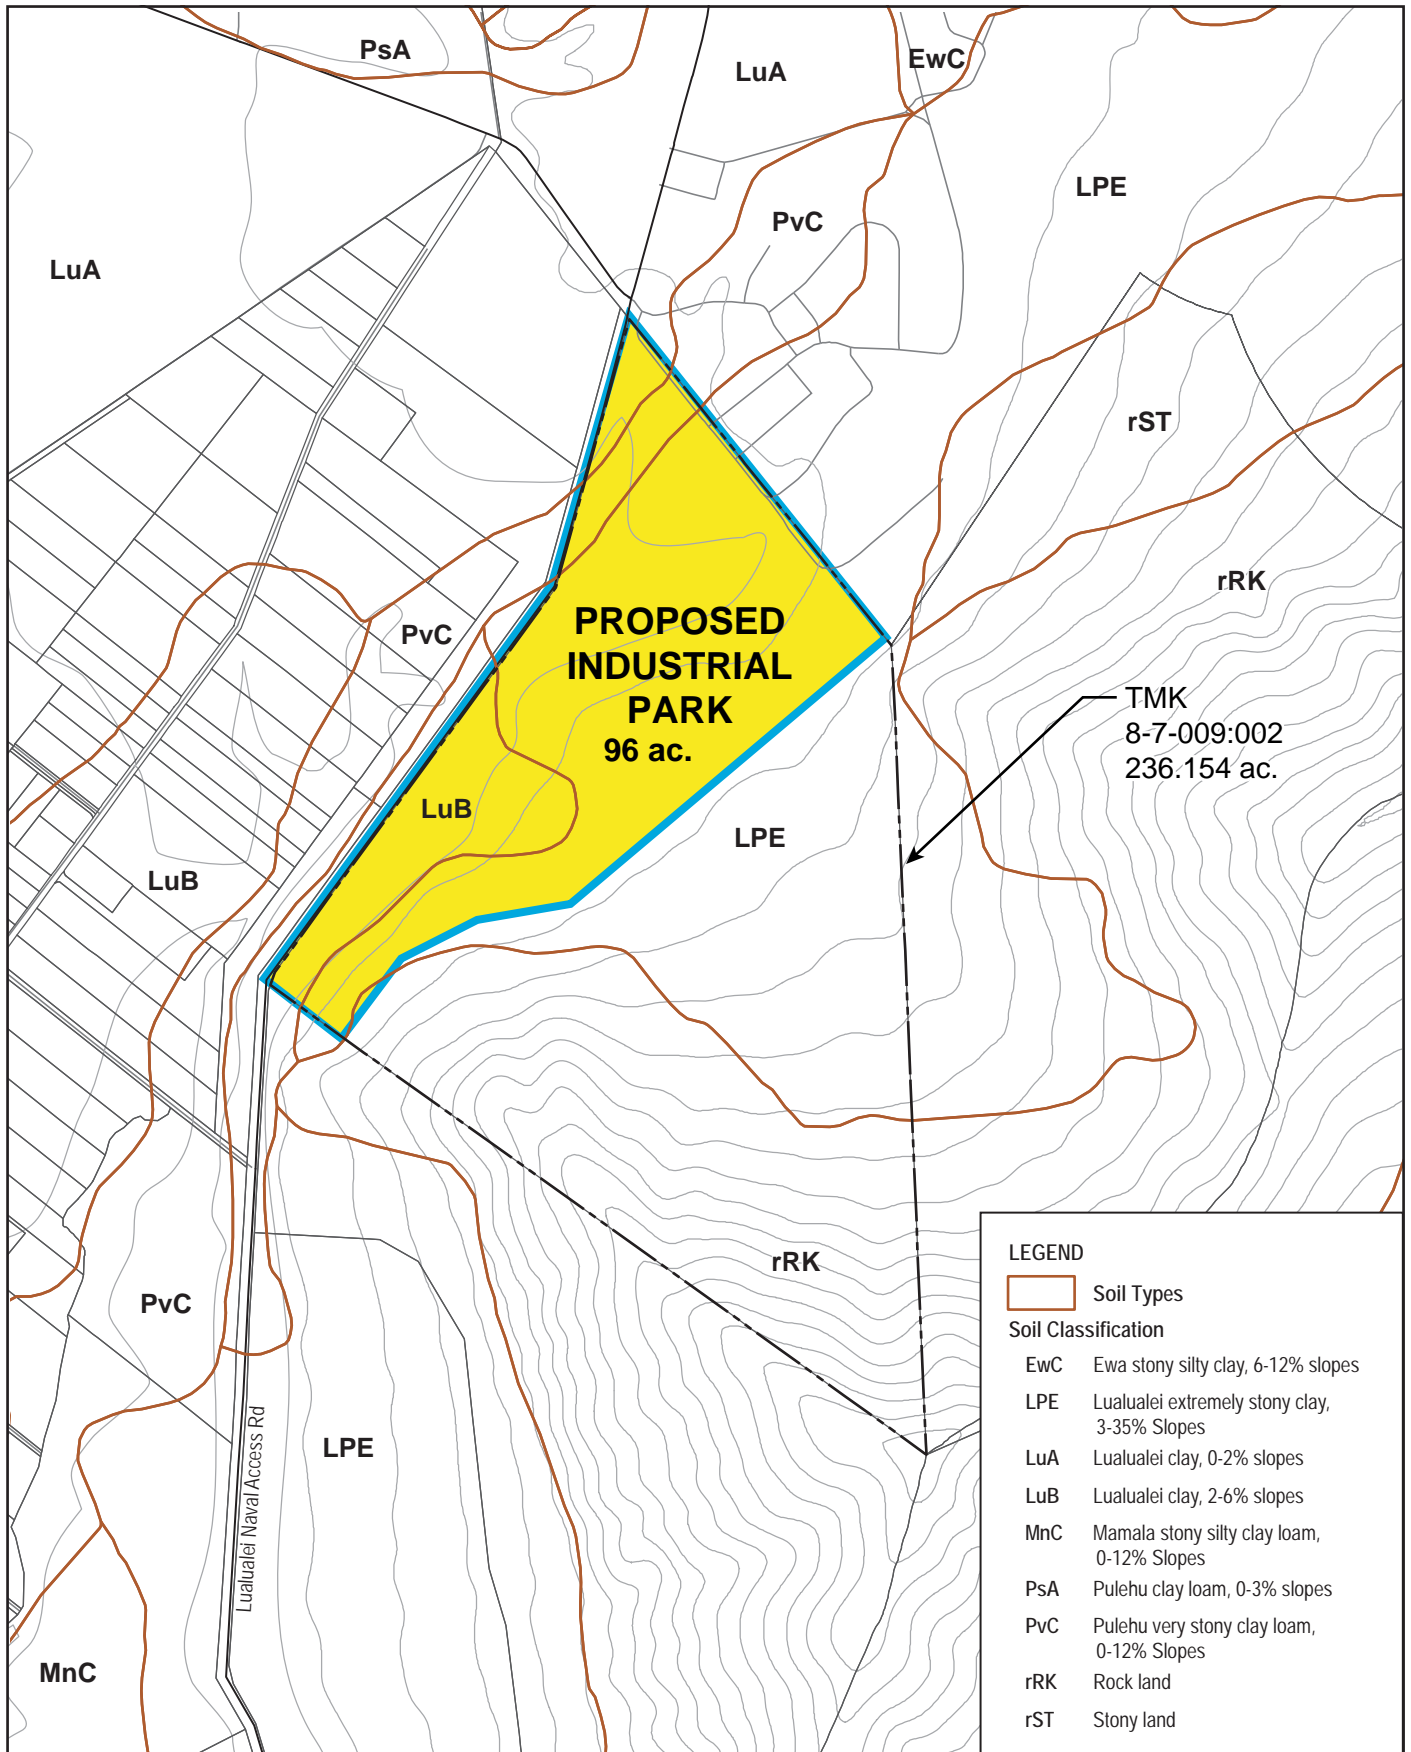 PsA
LuA
EwC
LPE
PvC
LuA
rST
rRK
PROPOSED
INDUSTRIAL
PARK
96 ac.
PvC
TMK
8-7-009:002
236.154 ac.
LuB
LPE
LuB
rRK
PvC
LPE
Lualualei Naval Access Rd
MnC
LEGEND
Soil Types
Soil Classification
EwC Ewa stony silty clay, 6-12% slopes
LPE Lualualei extremely stony clay,
3-35% Slopes
LuA Lualualei clay, 0-2% slopes
LuB Lualualei clay, 2-6% slopes
MnC Mamala stony silty clay loam,
0-12% Slopes
PsA Pulehu clay loam, 0-3% slopes
PvC Pulehu very stony clay loam,
0-12% Slopes
rRK Rock land
rST Stony land